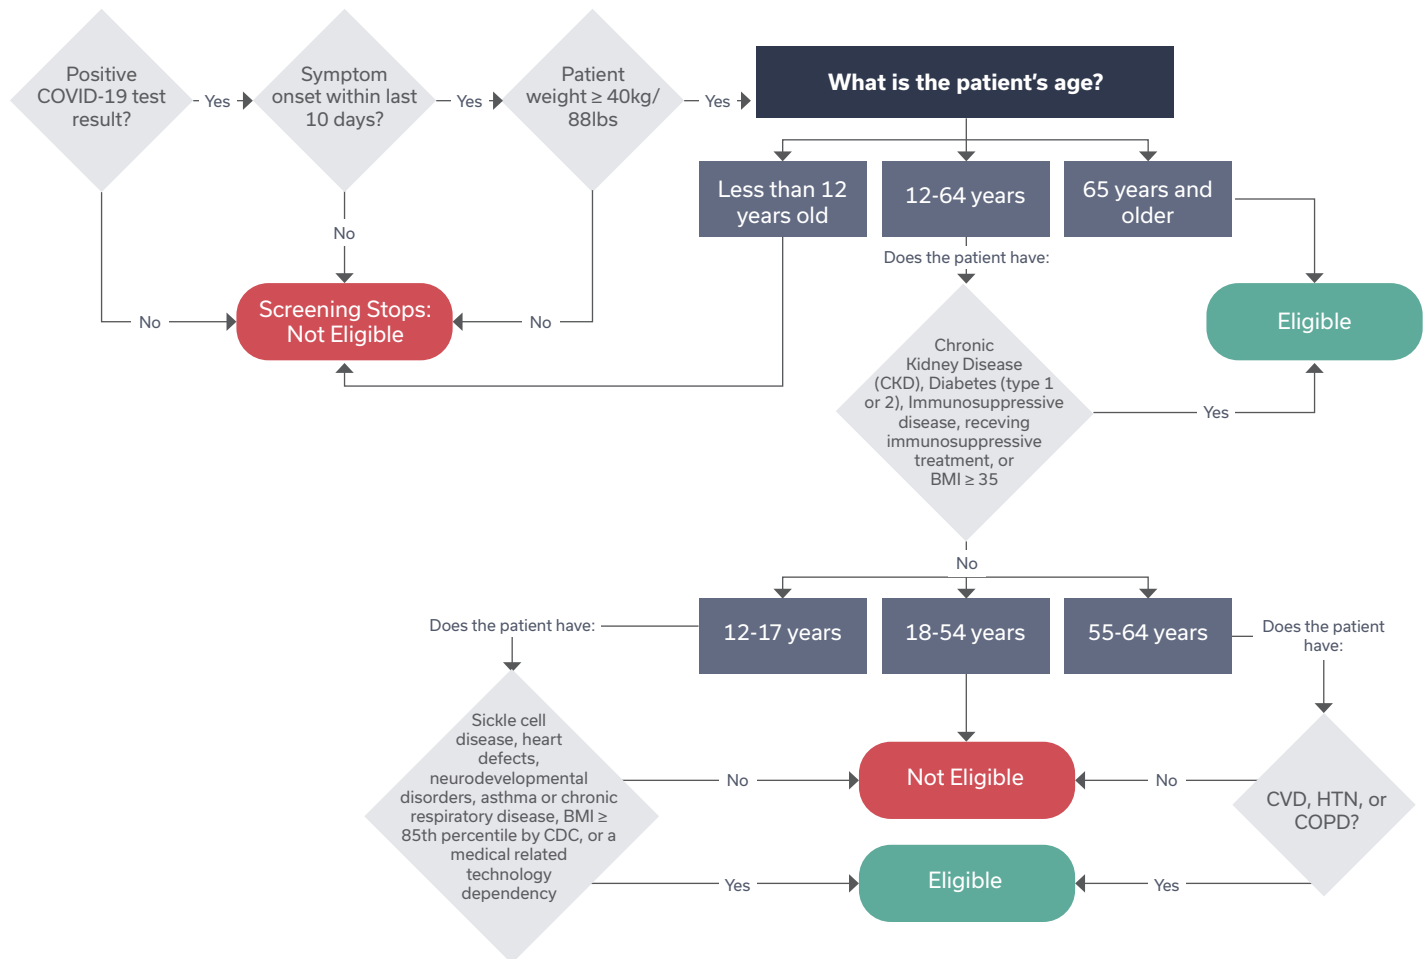 Positive
COVID-19 test
result?
Yes
Symptom
onset within last
10 days?
Yes
Patient
weight ≥ 40kg/
88lbs
Yes
What is the patient's age?
Less than 12
years old
12-64 years
65 years and
older
No
Does the patient have:
No
Screening Stops:
Not Eligible
No
Eligible
Chronic
Kidney Disease
(CKD), Diabetes (type 1
or 2), Immunosuppressive
disease, receving
immunosuppressive
treatment, or
BMI ≥ 35
Yes
No
Does the patient have:
12-17 years
18-54 years
55-64 years
Does the patient
have:
Sickle cell
disease, heart
defects,
neurodevelopmental
disorders, asthma or chronic
respiratory disease, BMI ≥
85th percentile by CDC, or a
medical related
technology
dependency
No
Not Eligible
No
CVD, HTN, or
COPD?
Yes
Eligible
Yes